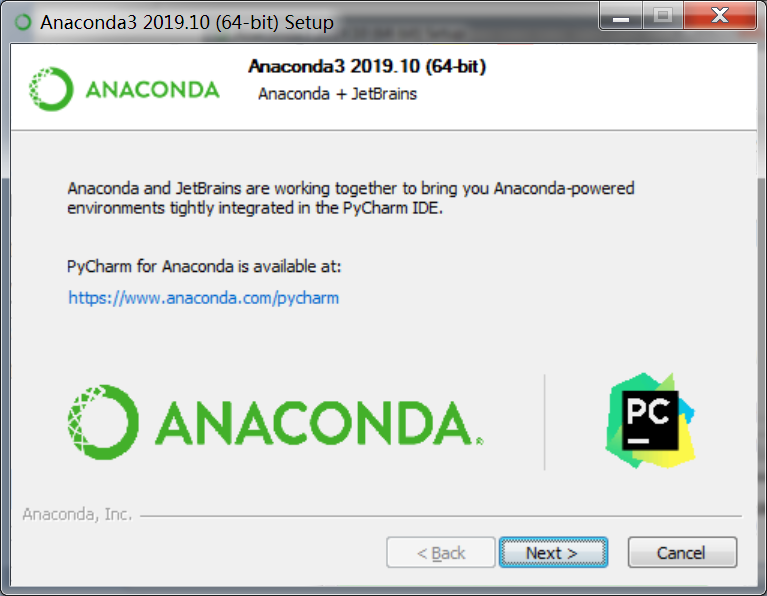 Anaconda3 2019.10 (64-bit) Setup
ANACONDA
Anaconda3 2019.10 (64-bit)
Anaconda + JetBrains
Anaconda and JetBrains are working together to bring you Anaconda-powered
environments tightly integrated in the PyCharm IDE.
PyCharm for Anaconda is available at:
https://www.anaconda.com/pycharm
ANACONDA®
PC
Anaconda, Inc.
< Back
Next >
Cancel